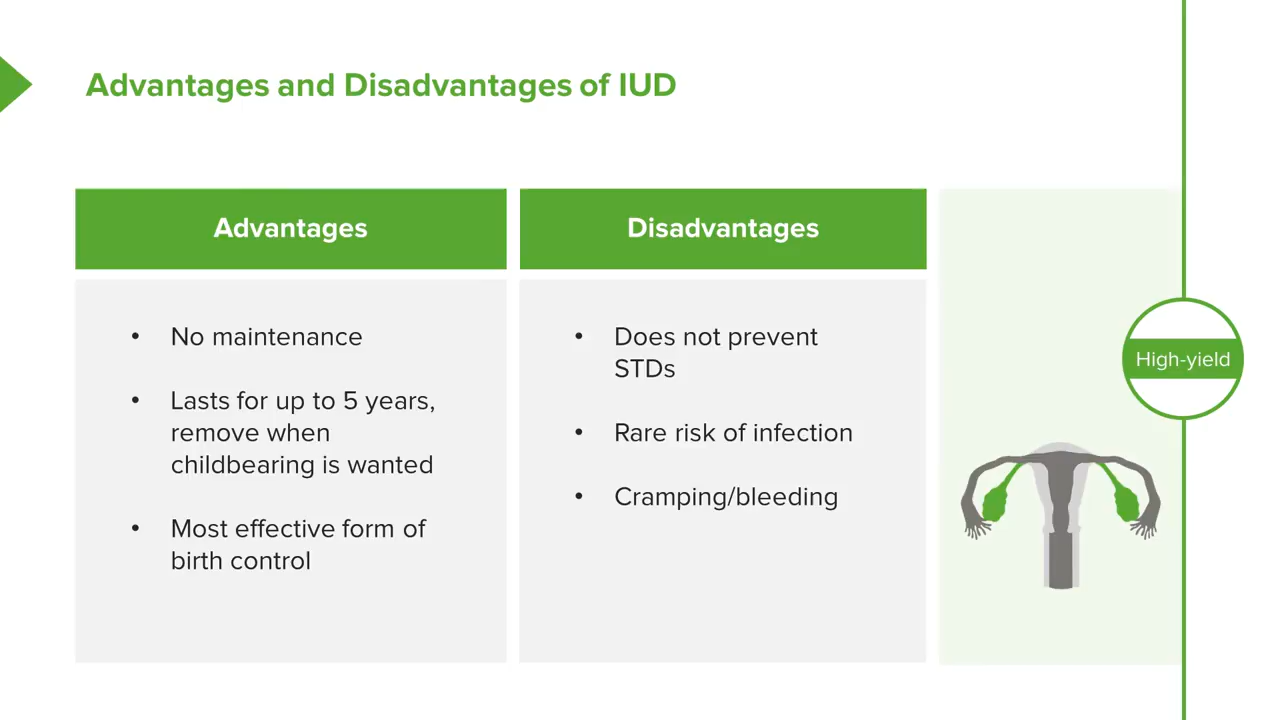 Advantages and Disadvantages of IUD
Advantages
• No maintenance
• Lasts for up to 5 years,
remove when
childbearing is wanted
• Most effective form of
birth control
Disadvantages
• Does not prevent
STDs
• Rare risk of infection
• Cramping/bleeding
High-yield